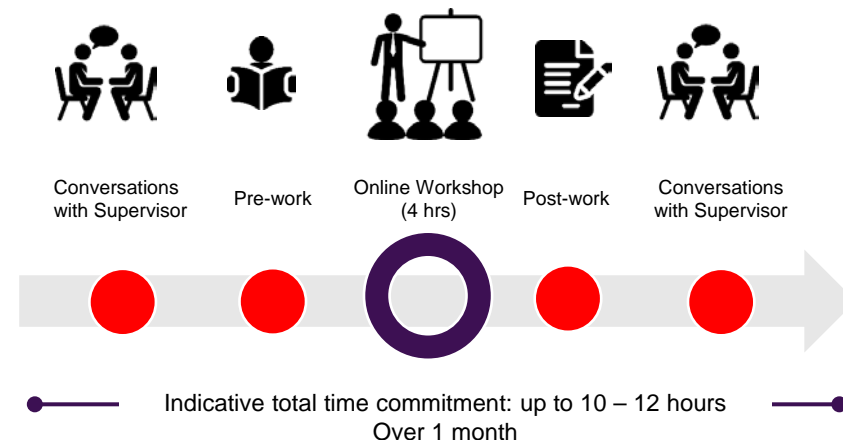 Conversations
with Supervisor
Pre-work
Online Workshop
(4 hrs)
Post-work
Conversations
with Supervisor
Indicative total time commitment: up to 10 – 12 hours
Over 1 month